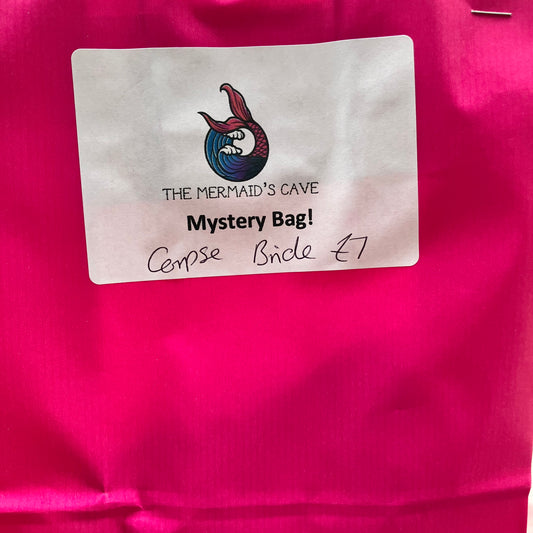 THE MERMAID'S CAVE
Mystery Bag!
Corpse Bride £7